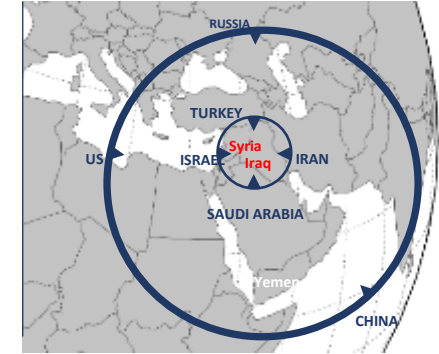 RUSSIA
TURKEY
US
ISRAEL
Syria
Iraq
IRAN
SAUDI ARABIA
Yemen
CHINA